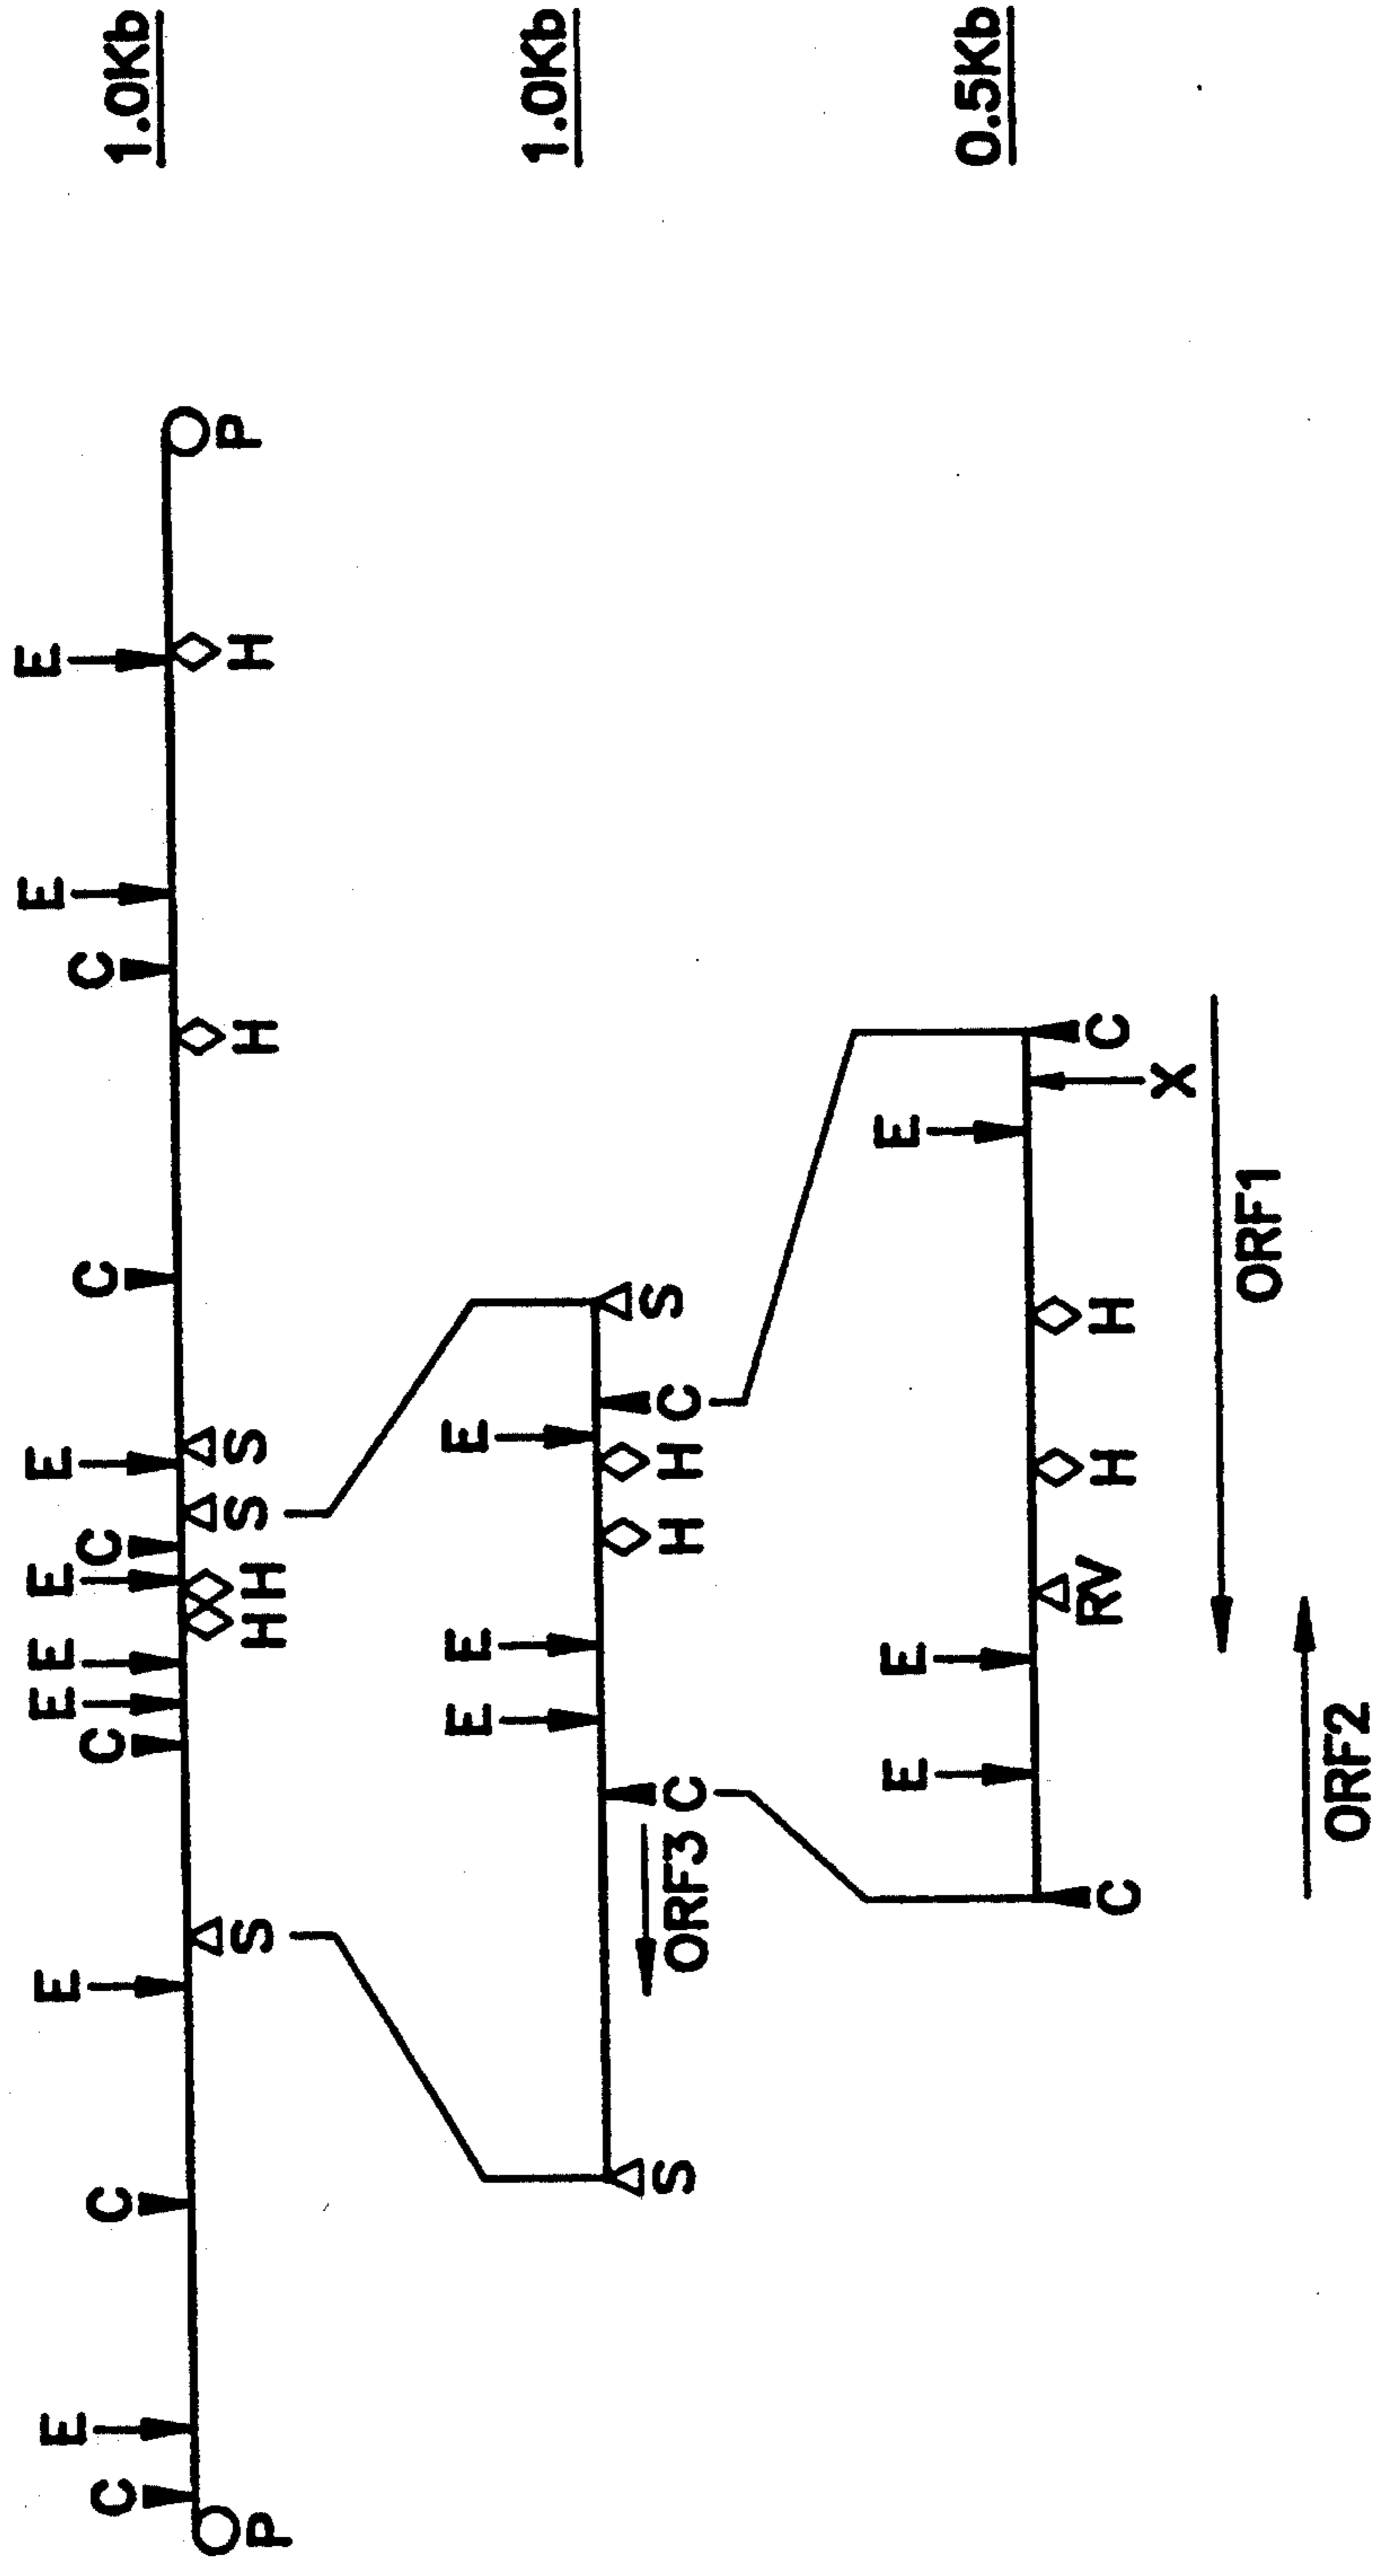 C E C E C E E E C E C C E E 1.0Kb
P S H H S S H H P
E E E 1.0Kb
S ORF3 C H H C S
E E E 0.5Kb
C RV H H C
X
ORF1
ORF2